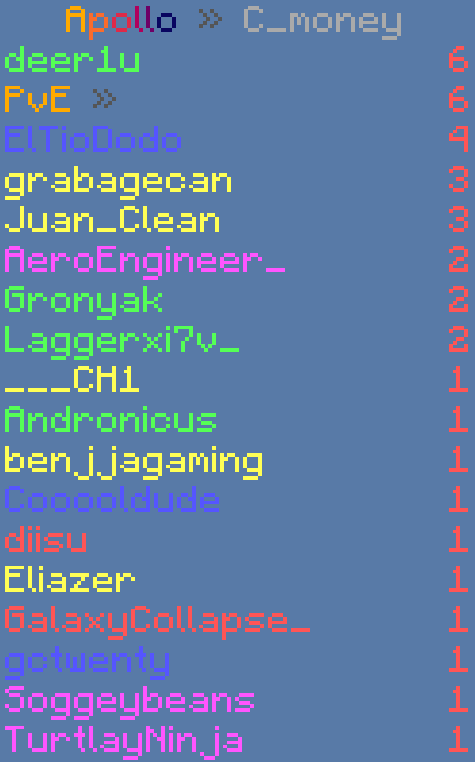 Apollo » C_money
deer1u 6
PvE » 6
ElTioDodo 4
grabagecan 3
Juan_Clean 3
AeroEngineer_ 2
Gronyak 2
Laggerxi7v_ 2
___CH1 1
Andronicus 1
benjjagaming 1
Cooooldude 1
diisu 1
Eliazer 1
GalaxyCollapse_ 1
gctwenty 1
Soggeybeans 1
TurtlayNinja 1